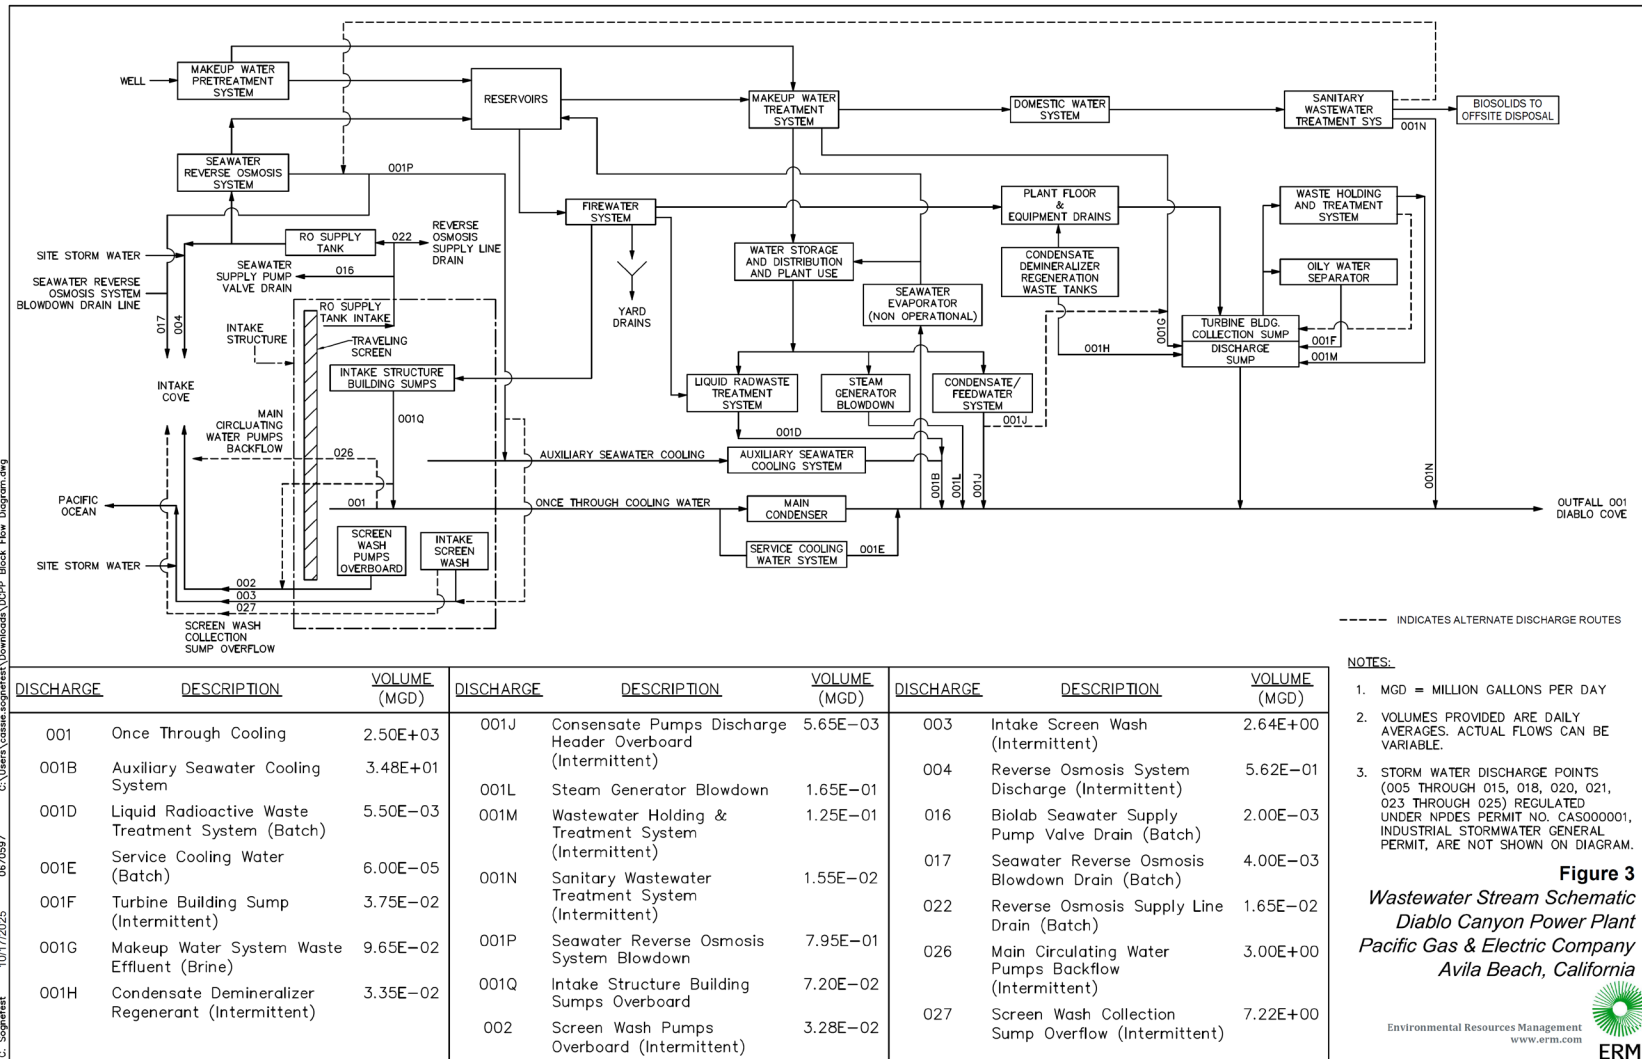 WELL
MAKEUP WATER
PRETREATMENT
SYSTEM
RESERVOIRS
MAKEUP WATER
TREATMENT
SYSTEM
DOMESTIC WATER
SYSTEM
SANITARY
WASTEWATER
TREATMENT SYS
BIOSOLIDS TO
OFFSITE DISPOSAL
001N
SEAWATER
REVERSE OSMOSIS
SYSTEM
001P
FIREWATER
SYSTEM
PLANT FLOOR
&
EQUIPMENT DRAINS
WASTE HOLDING
AND TREATMENT
SYSTEM
RO SUPPLY
TANK
022
REVERSE
OSMOSIS
SUPPLY LINE
DRAIN
SITE STORM WATER
SEAWATER
SUPPLY PUMP
VALVE DRAIN
016
SEAWATER REVERSE
OSMOSIS SYSTEM
BLOWDOWN DRAIN LINE
017
004
WATER STORAGE
AND DISTRIBUTION
AND PLANT USE
CONDENSATE
DEMINERALIZER
REGENERATION
WASTE TANKS
OILY WATER
SEPARATOR
SEAWATER
EVAPORATOR
(NON OPERATIONAL)
YARD
DRAINS
RO SUPPLY
TANK INTAKE
INTAKE
STRUCTURE
TRAVELING
SCREEN
TURBINE BLDG.
COLLECTION SUMP
DISCHARGE
SUMP
001G
001H
001F
001M
INTAKE STRUCTURE
BUILDING SUMPS
INTAKE
COVE
LIQUID RADWASTE
TREATMENT
SYSTEM
STEAM
GENERATOR
BLOWDOWN
CONDENSATE/
FEEDWATER
SYSTEM
001J
001Q
001D
MAIN
CIRCLUATING
WATER PUMPS
BACKFLOW
026
AUXILIARY SEAWATER COOLING
AUXILIARY SEAWATER
COOLING SYSTEM
001B
001L
001J
001N
PACIFIC
OCEAN
001
ONCE THROUGH COOLING WATER
MAIN
CONDENSER
OUTFALL 001
DIABLO COVE
SCREEN
WASH
PUMPS
OVERBOARD
INTAKE
SCREEN
WASH
SERVICE COOLING
WATER SYSTEM
001E
SITE STORM WATER
002
003
027
SCREEN WASH
COLLECTION
SUMP OVERFLOW
INDICATES ALTERNATE DISCHARGE ROUTES
DISCHARGE DESCRIPTION VOLUME (MGD)
001 Once Through Cooling 2.50E+03
001B Auxiliary Seawater Cooling System 3.48E+01
001D Liquid Radioactive Waste Treatment System (Batch) 5.50E-03
001E Service Cooling Water (Batch) 6.00E-05
001F Turbine Building Sump (Intermittent) 3.75E-02
001G Makeup Water System Waste Effluent (Brine) 9.65E-02
001H Condensate Demineralizer Regenerant (Intermittent) 3.35E-02
DISCHARGE DESCRIPTION VOLUME (MGD)
001J Consensate Pumps Discharge Header Overboard (Intermittent) 5.65E-03
001L Steam Generator Blowdown 1.65E-01
001M Wastewater Holding & Treatment System (Intermittent) 1.25E-01
001N Sanitary Wastewater Treatment System (Intermittent) 1.55E-02
001P Seawater Reverse Osmosis System Blowdown 7.95E-01
001Q Intake Structure Building Sumps Overboard 7.20E-02
002 Screen Wash Pumps Overboard (Intermittent) 3.28E-02
DISCHARGE DESCRIPTION VOLUME (MGD)
003 Intake Screen Wash (Intermittent) 2.64E+00
004 Reverse Osmosis System Discharge (Intermittent) 5.62E-01
016 Biolab Seawater Supply Pump Valve Drain (Batch) 2.00E-03
017 Seawater Reverse Osmosis Blowdown Drain (Batch) 4.00E-03
022 Reverse Osmosis Supply Line Drain (Batch) 1.65E-02
026 Main Circulating Water Pumps Backflow (Intermittent) 3.00E+00
027 Screen Wash Collection Sump Overflow (Intermittent) 7.22E+00
NOTES:
1. MGD = MILLION GALLONS PER DAY
2. VOLUMES PROVIDED ARE DAILY
AVERAGES. ACTUAL FLOWS CAN BE
VARIABLE.
3. STORM WATER DISCHARGE POINTS
(005 THROUGH 015, 018, 020, 021,
023 THROUGH 025) REGULATED
UNDER NPDES PERMIT NO. CAS000001,
INDUSTRIAL STORMWATER GENERAL
PERMIT, ARE NOT SHOWN ON DIAGRAM.
Figure 3
Wastewater Stream Schematic
Diablo Canyon Power Plant
Pacific Gas & Electric Company
Avila Beach, California
Environmental Resources Management
www.erm.com
ERM
c: \Users\cassie.sognefest\Downloads\DCPP Block Flow Diagram.dwg
0670597
10/17/2025
C. Sognefest